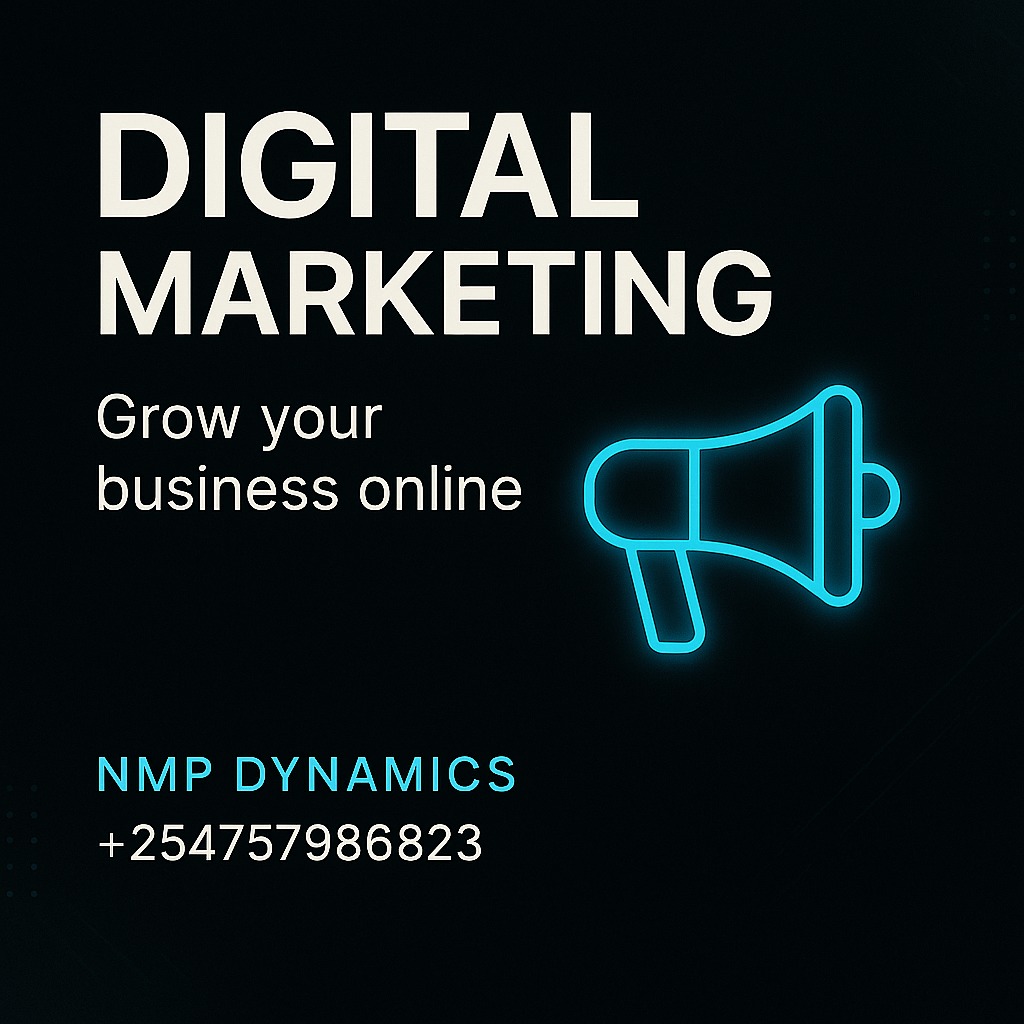 DIGITAL
MARKETING
Grow your
business online
NMP DYNAMICS
+254757986823